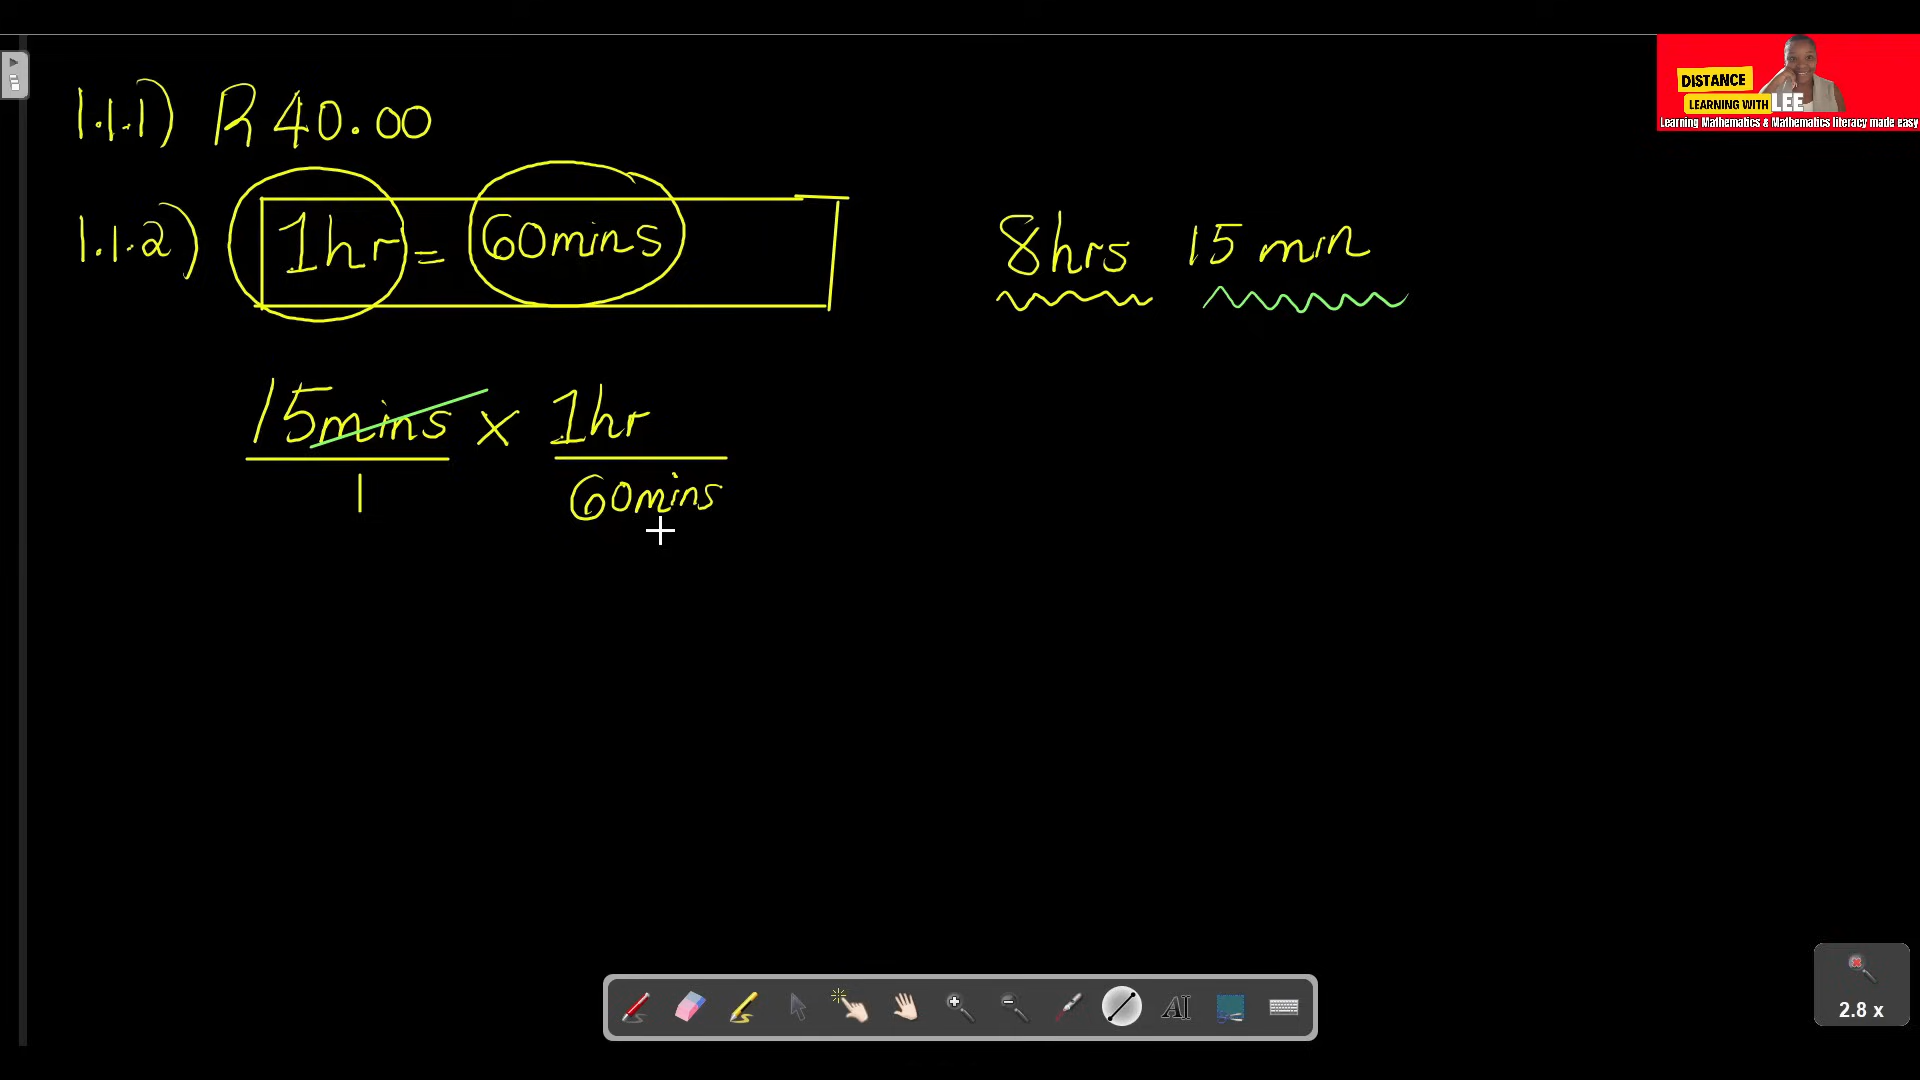 DISTANCE
LEARNING WITH LEE
Learning Mathematics & Mathematics literacy made easy
1.1.1) R40.00
1.1.2) 1hr = 60mins
8hrs 15 min
15mins × 1hr
1 60mins
AI
2.8 x